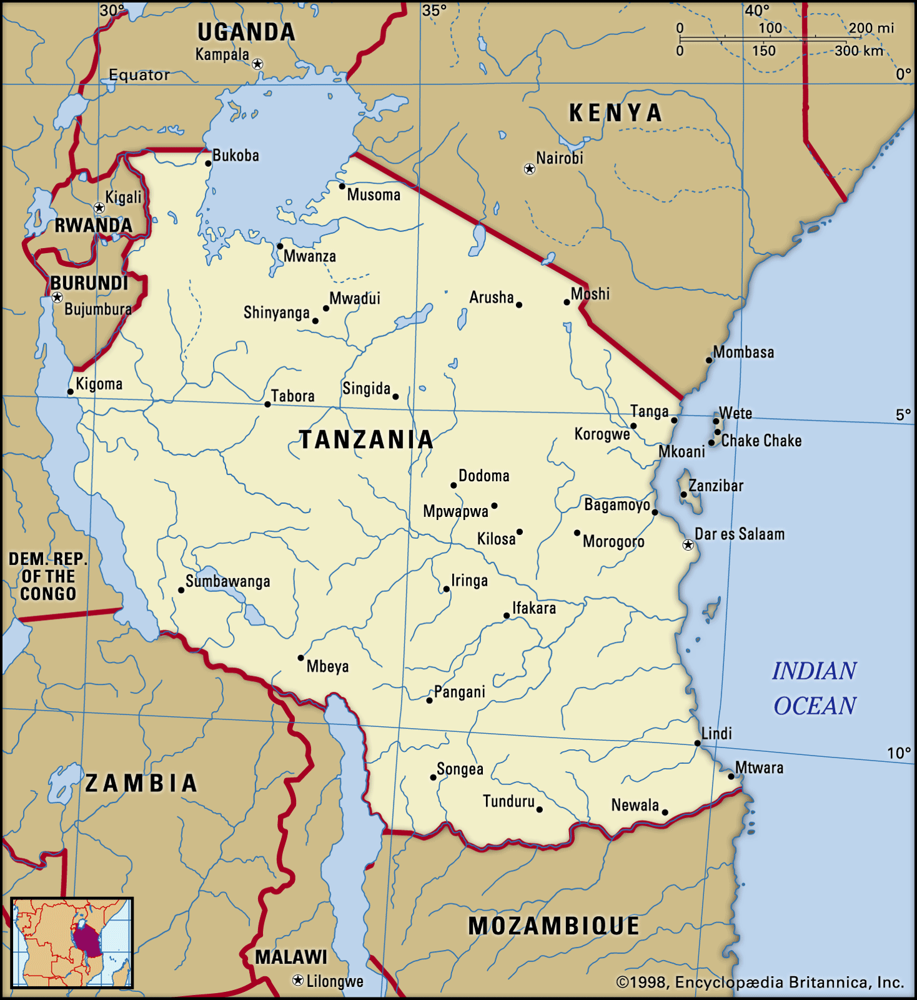 30°
35°
40°
UGANDA
Kampala
0 100 200 mi
0 150 300 km
Equator
0°
KENYA
Nairobi
Bukoba
Musoma
Kigali
RWANDA
Mwanza
BURUNDI
Bujumbura
Mwadui
Shinyanga
Arusha
Moshi
Mombasa
Kigoma
Tabora
Singida
Tanga
Wete
5°
Korogwe
Chake Chake
Mkoani
TANZANIA
Dodoma
Zanzibar
Mpwapwa
Bagamoyo
Kilosa
Morogoro
Dar es Salaam
DEM. REP.
OF THE
CONGO
Sumbawanga
Iringa
Ifakara
Mbeya
INDIAN
OCEAN
Pangani
Lindi
10°
Songea
Mtwara
ZAMBIA
Tunduru
Newala
MOZAMBIQUE
MALAWI
Lilongwe
©1998, Encyclopædia Britannica, Inc.